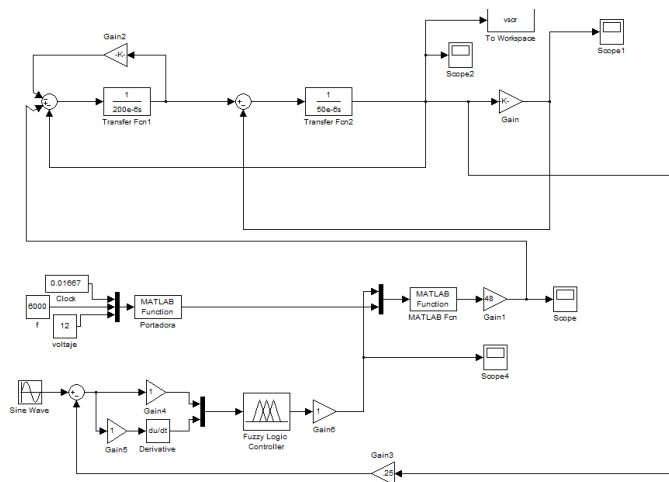 vscr
To Workspace
Scope1
Gain2
-K-
Scope2
1
200e-6s
Transfer Fcn1
1
50e-6s
Transfer Fcn2
-K-
Gain
0.01667
Clock
6000
f
12
voltaje
MATLAB
Function
Portadora
MATLAB
Function
MATLAB Fcn
48
Gain1
Scope
Scope4
Sine Wave
1
Gain4
1
Gain5
du/dt
Derivative
Fuzzy Logic
Controller
1
Gain6
Gain3
.25